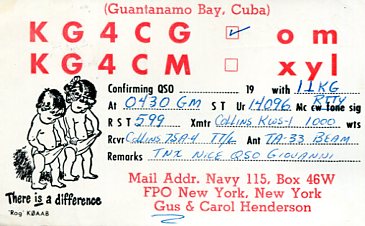 (Guantanamo Bay, Cuba)
KG4CG ✓ om
KG4CM xyl
Confirming QSO 19 with I1KG
At 0430 GM ST Ur 14096 Mc cw Tone sig RTTY
RST 599 Xmtr Collins KWS-1 1000 wts
Rcvr Collins 75A4 TT/L Ant TA-33 BEAM
Remarks TNX NICE QSO GIOVANNI
Mail Addr. Navy 115, Box 46W
FPO New York, New York
Gus & Carol Henderson
There is a difference
"Rog" KØAAB